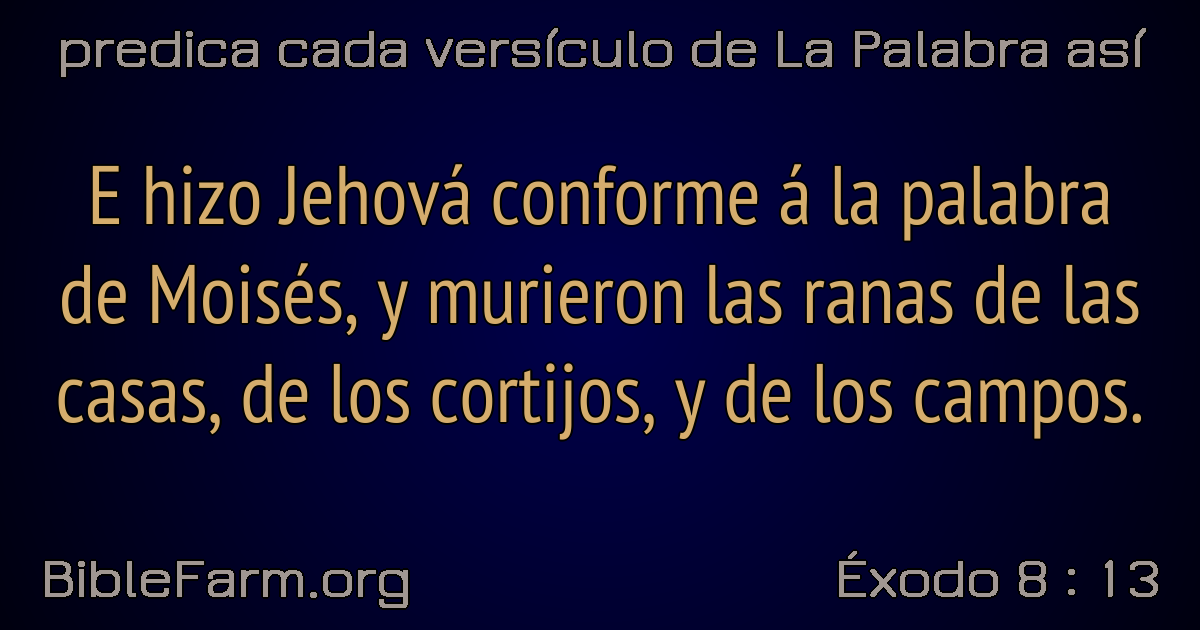 predica cada versículo de La Palabra así
E hizo Jehová conforme á la palabra
de Moisés, y murieron las ranas de las
casas, de los cortijos, y de los campos.
BibleFarm.org
Éxodo 8 : 13